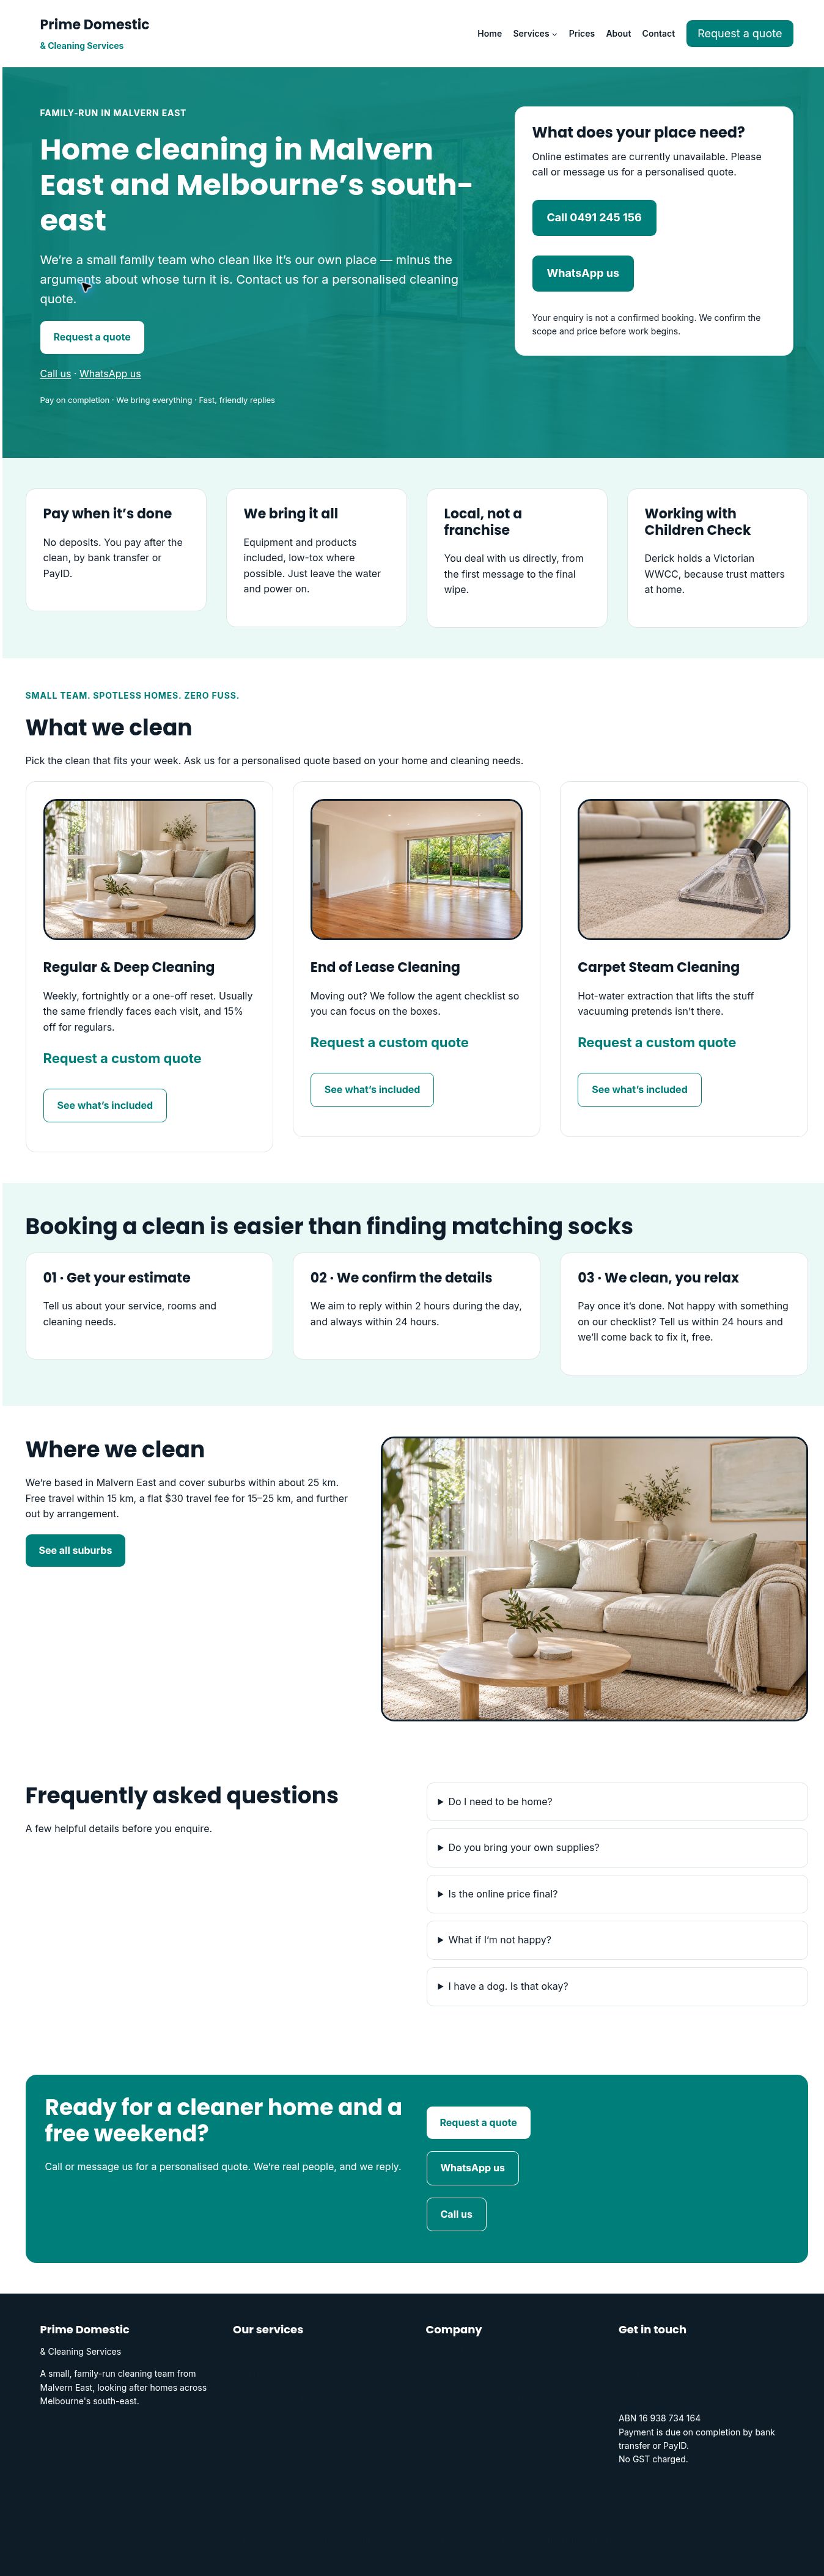 Prime Domestic
& Cleaning Services
Home
Services
Prices
About
Contact
Request a quote
FAMILY-RUN IN MALVERN EAST
Home cleaning in Malvern
East and Melbourne’s south-
east
We’re a small family team who clean like it’s our own place — minus the
arguments about whose turn it is. Contact us for a personalised cleaning
quote.
Request a quote
Call us · WhatsApp us
Pay on completion · We bring everything · Fast, friendly replies
What does your place need?
Online estimates are currently unavailable. Please
call or message us for a personalised quote.
Call 0491 245 156
WhatsApp us
Your enquiry is not a confirmed booking. We confirm the
scope and price before work begins.
Pay when it’s done
No deposits. You pay after the
clean, by bank transfer or
PayID.
We bring it all
Equipment and products
included, low-tox where
possible. Just leave the water
and power on.
Local, not a
franchise
You deal with us directly, from
the first message to the final
wipe.
Working with
Children Check
Derick holds a Victorian
WWCC, because trust matters
at home.
SMALL TEAM. SPOTLESS HOMES. ZERO FUSS.
What we clean
Pick the clean that fits your week. Ask us for a personalised quote based on your home and cleaning needs.
Regular & Deep Cleaning
Weekly, fortnightly or a one-off reset. Usually
the same friendly faces each visit, and 15%
off for regulars.
Request a custom quote
See what’s included
End of Lease Cleaning
Moving out? We follow the agent checklist so
you can focus on the boxes.
Request a custom quote
See what’s included
Carpet Steam Cleaning
Hot-water extraction that lifts the stuff
vacuuming pretends isn’t there.
Request a custom quote
See what’s included
Booking a clean is easier than finding matching socks
01 · Get your estimate
Tell us about your service, rooms and
cleaning needs.
02 · We confirm the details
We aim to reply within 2 hours during the day,
and always within 24 hours.
03 · We clean, you relax
Pay once it’s done. Not happy with something
on our checklist? Tell us within 24 hours and
we’ll come back to fix it, free.
Where we clean
We’re based in Malvern East and cover suburbs within about 25 km.
Free travel within 15 km, a flat $30 travel fee for 15–25 km, and further
out by arrangement.
See all suburbs
Frequently asked questions
A few helpful details before you enquire.
Do I need to be home?
Do you bring your own supplies?
Is the online price final?
What if I’m not happy?
I have a dog. Is that okay?
Ready for a cleaner home and a
free weekend?
Call or message us for a personalised quote. We’re real people, and we reply.
Request a quote
WhatsApp us
Call us
Prime Domestic
& Cleaning Services
A small, family-run cleaning team from
Malvern East, looking after homes across
Melbourne's south-east.
Our services
Company
Get in touch
ABN 16 938 734 164
Payment is due on completion by bank
transfer or PayID.
No GST charged.